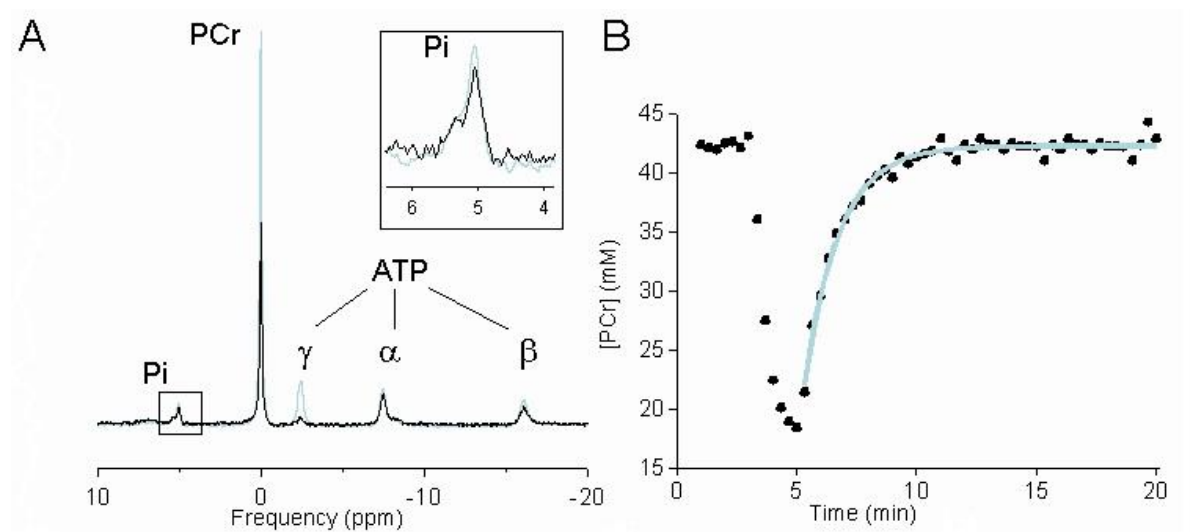 A
PCr
Pi
6 5 4
ATP
γ α β
Pi
10 0 -10 -20
Frequency (ppm)
B
45
40
35
30
25
20
15
[PCr] (mM)
0 5 10 15 20
Time (min)